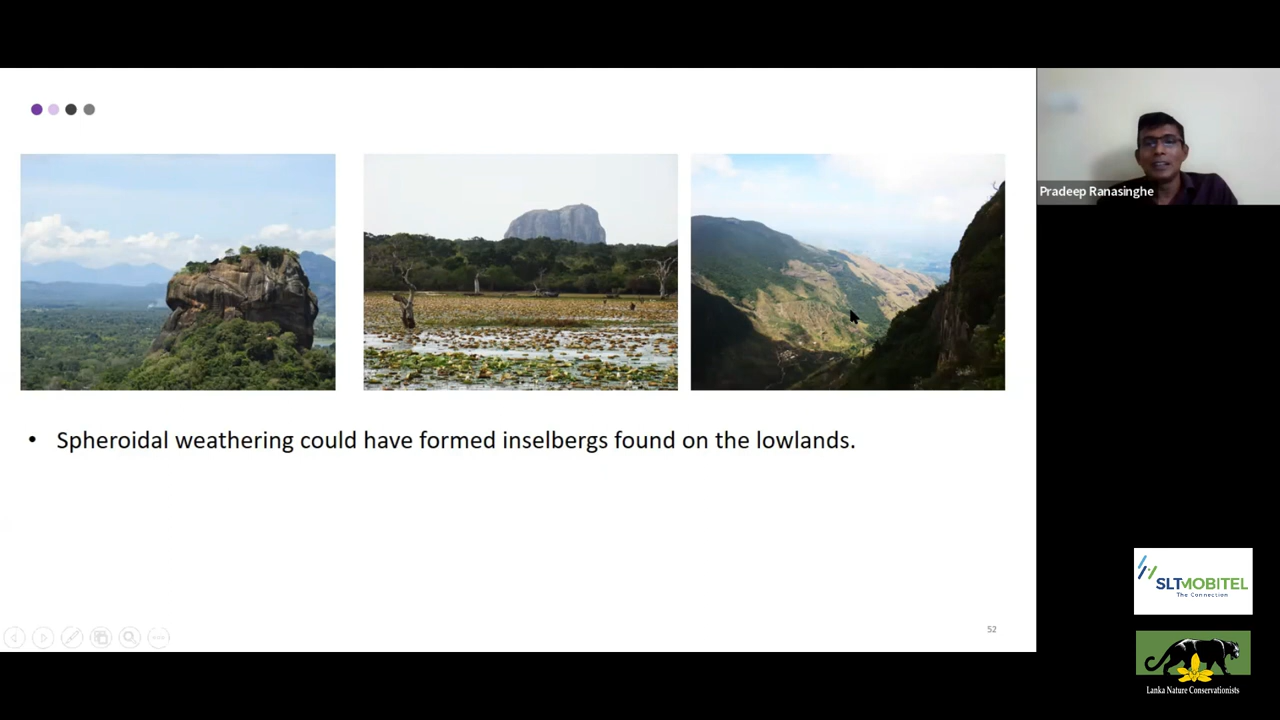 Pradeep Ranasinghe
• Spheroidal weathering could have formed inselbergs found on the lowlands.
SLTMOBITEL
The Connection
52
Lanka Nature Conservationists